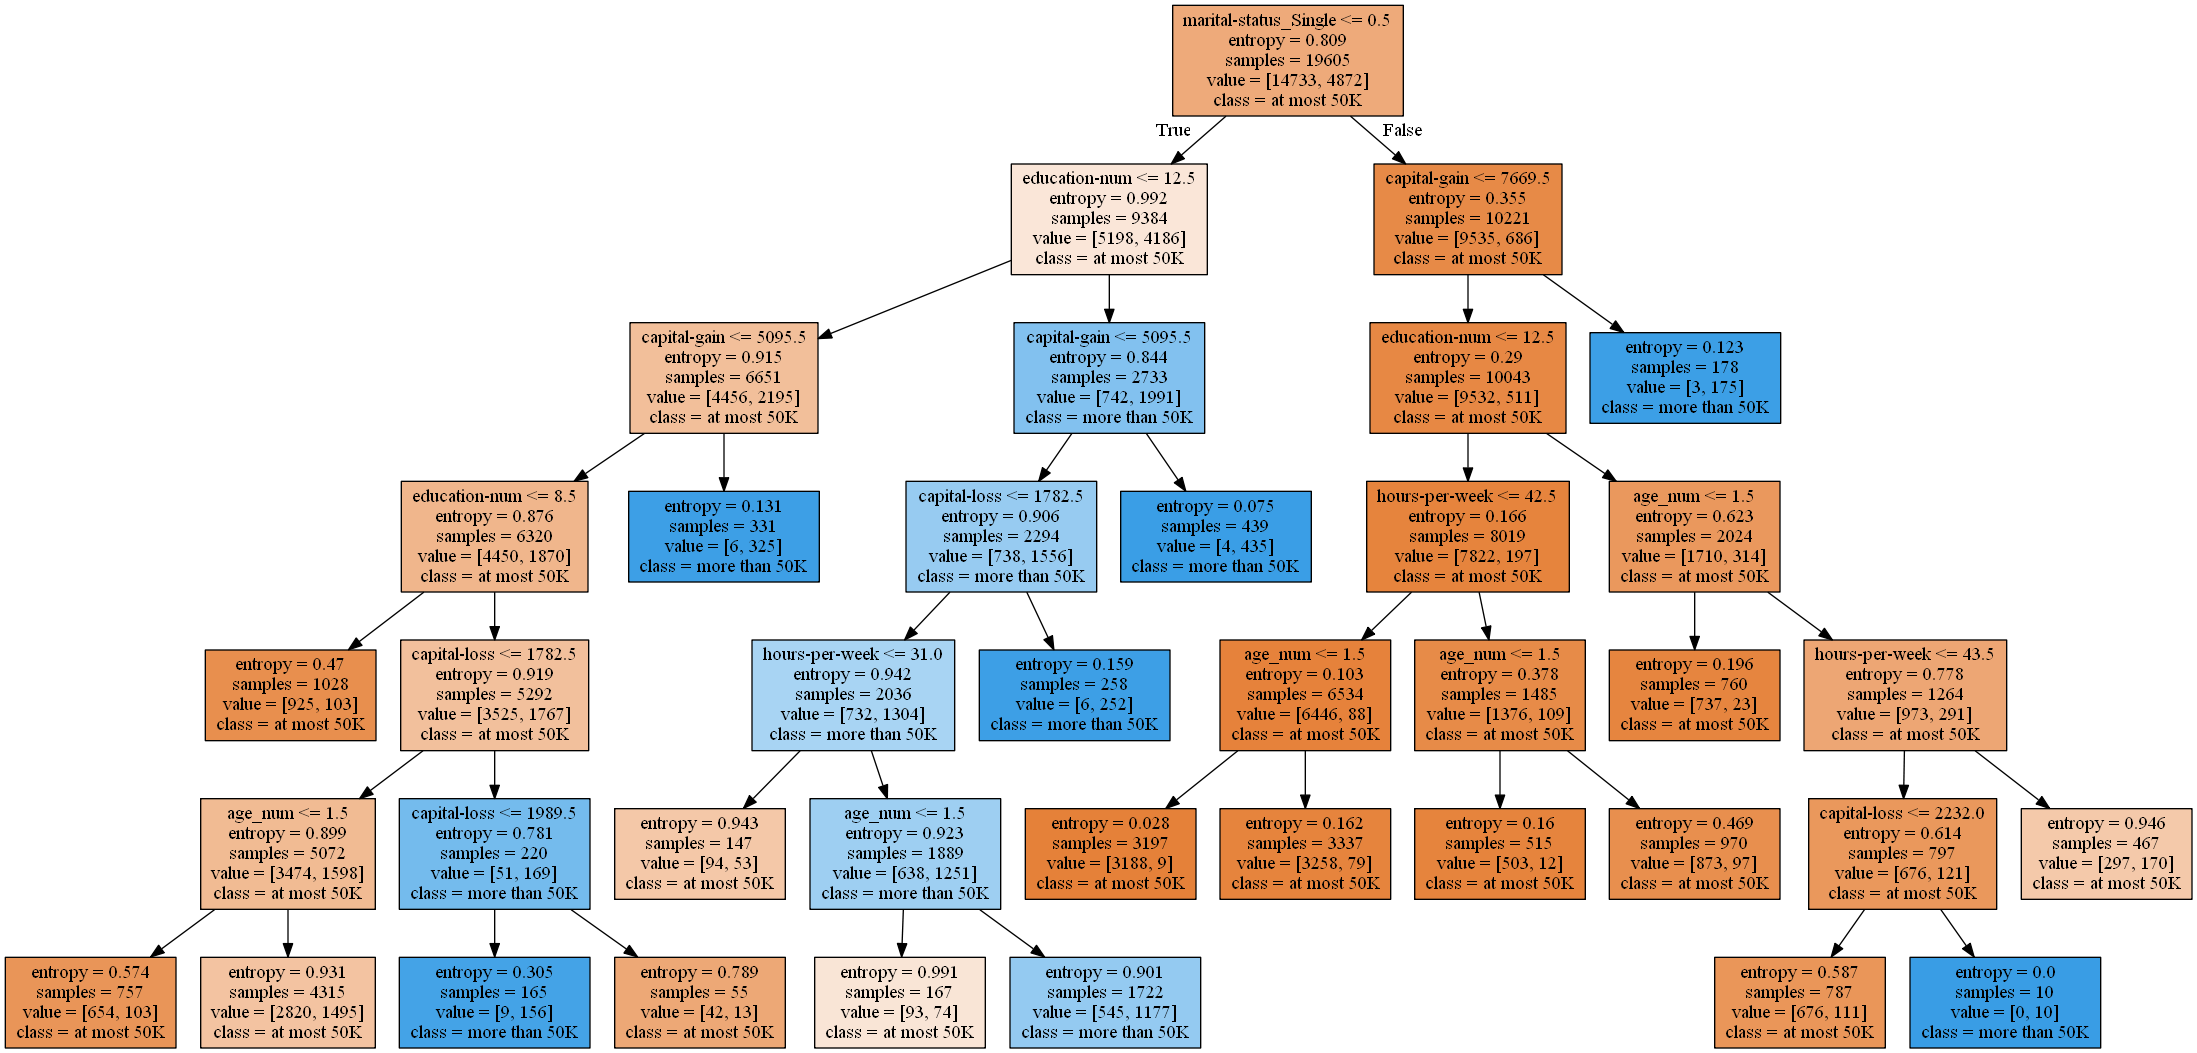 marital-status_Single <= 0.5
entropy = 0.809
samples = 19605
value = [14733, 4872]
class = at most 50K
True
False
education-num <= 12.5
entropy = 0.992
samples = 9384
value = [5198, 4186]
class = at most 50K
capital-gain <= 7669.5
entropy = 0.355
samples = 10221
value = [9535, 686]
class = at most 50K
capital-gain <= 5095.5
entropy = 0.915
samples = 6651
value = [4456, 2195]
class = at most 50K
capital-gain <= 5095.5
entropy = 0.844
samples = 2733
value = [742, 1991]
class = more than 50K
education-num <= 12.5
entropy = 0.29
samples = 10043
value = [9532, 511]
class = at most 50K
entropy = 0.123
samples = 178
value = [3, 175]
class = more than 50K
education-num <= 8.5
entropy = 0.876
samples = 6320
value = [4450, 1870]
class = at most 50K
entropy = 0.131
samples = 331
value = [6, 325]
class = more than 50K
capital-loss <= 1782.5
entropy = 0.906
samples = 2294
value = [738, 1556]
class = more than 50K
entropy = 0.075
samples = 439
value = [4, 435]
class = more than 50K
hours-per-week <= 42.5
entropy = 0.166
samples = 8019
value = [7822, 197]
class = at most 50K
age_num <= 1.5
entropy = 0.623
samples = 2024
value = [1710, 314]
class = at most 50K
entropy = 0.47
samples = 1028
value = [925, 103]
class = at most 50K
capital-loss <= 1782.5
entropy = 0.919
samples = 5292
value = [3525, 1767]
class = at most 50K
hours-per-week <= 31.0
entropy = 0.942
samples = 2036
value = [732, 1304]
class = more than 50K
entropy = 0.159
samples = 258
value = [6, 252]
class = more than 50K
age_num <= 1.5
entropy = 0.103
samples = 6534
value = [6446, 88]
class = at most 50K
age_num <= 1.5
entropy = 0.378
samples = 1485
value = [1376, 109]
class = at most 50K
entropy = 0.196
samples = 760
value = [737, 23]
class = at most 50K
hours-per-week <= 43.5
entropy = 0.778
samples = 1264
value = [973, 291]
class = at most 50K
age_num <= 1.5
entropy = 0.899
samples = 5072
value = [3474, 1598]
class = at most 50K
capital-loss <= 1989.5
entropy = 0.781
samples = 220
value = [51, 169]
class = more than 50K
entropy = 0.943
samples = 147
value = [94, 53]
class = at most 50K
age_num <= 1.5
entropy = 0.923
samples = 1889
value = [638, 1251]
class = more than 50K
entropy = 0.028
samples = 3197
value = [3188, 9]
class = at most 50K
entropy = 0.162
samples = 3337
value = [3258, 79]
class = at most 50K
entropy = 0.16
samples = 515
value = [503, 12]
class = at most 50K
entropy = 0.469
samples = 970
value = [873, 97]
class = at most 50K
capital-loss <= 2232.0
entropy = 0.614
samples = 797
value = [676, 121]
class = at most 50K
entropy = 0.946
samples = 467
value = [297, 170]
class = at most 50K
entropy = 0.574
samples = 757
value = [654, 103]
class = at most 50K
entropy = 0.931
samples = 4315
value = [2820, 1495]
class = at most 50K
entropy = 0.305
samples = 165
value = [9, 156]
class = more than 50K
entropy = 0.789
samples = 55
value = [42, 13]
class = at most 50K
entropy = 0.991
samples = 167
value = [93, 74]
class = at most 50K
entropy = 0.901
samples = 1722
value = [545, 1177]
class = more than 50K
entropy = 0.587
samples = 787
value = [676, 111]
class = at most 50K
entropy = 0.0
samples = 10
value = [0, 10]
class = more than 50K